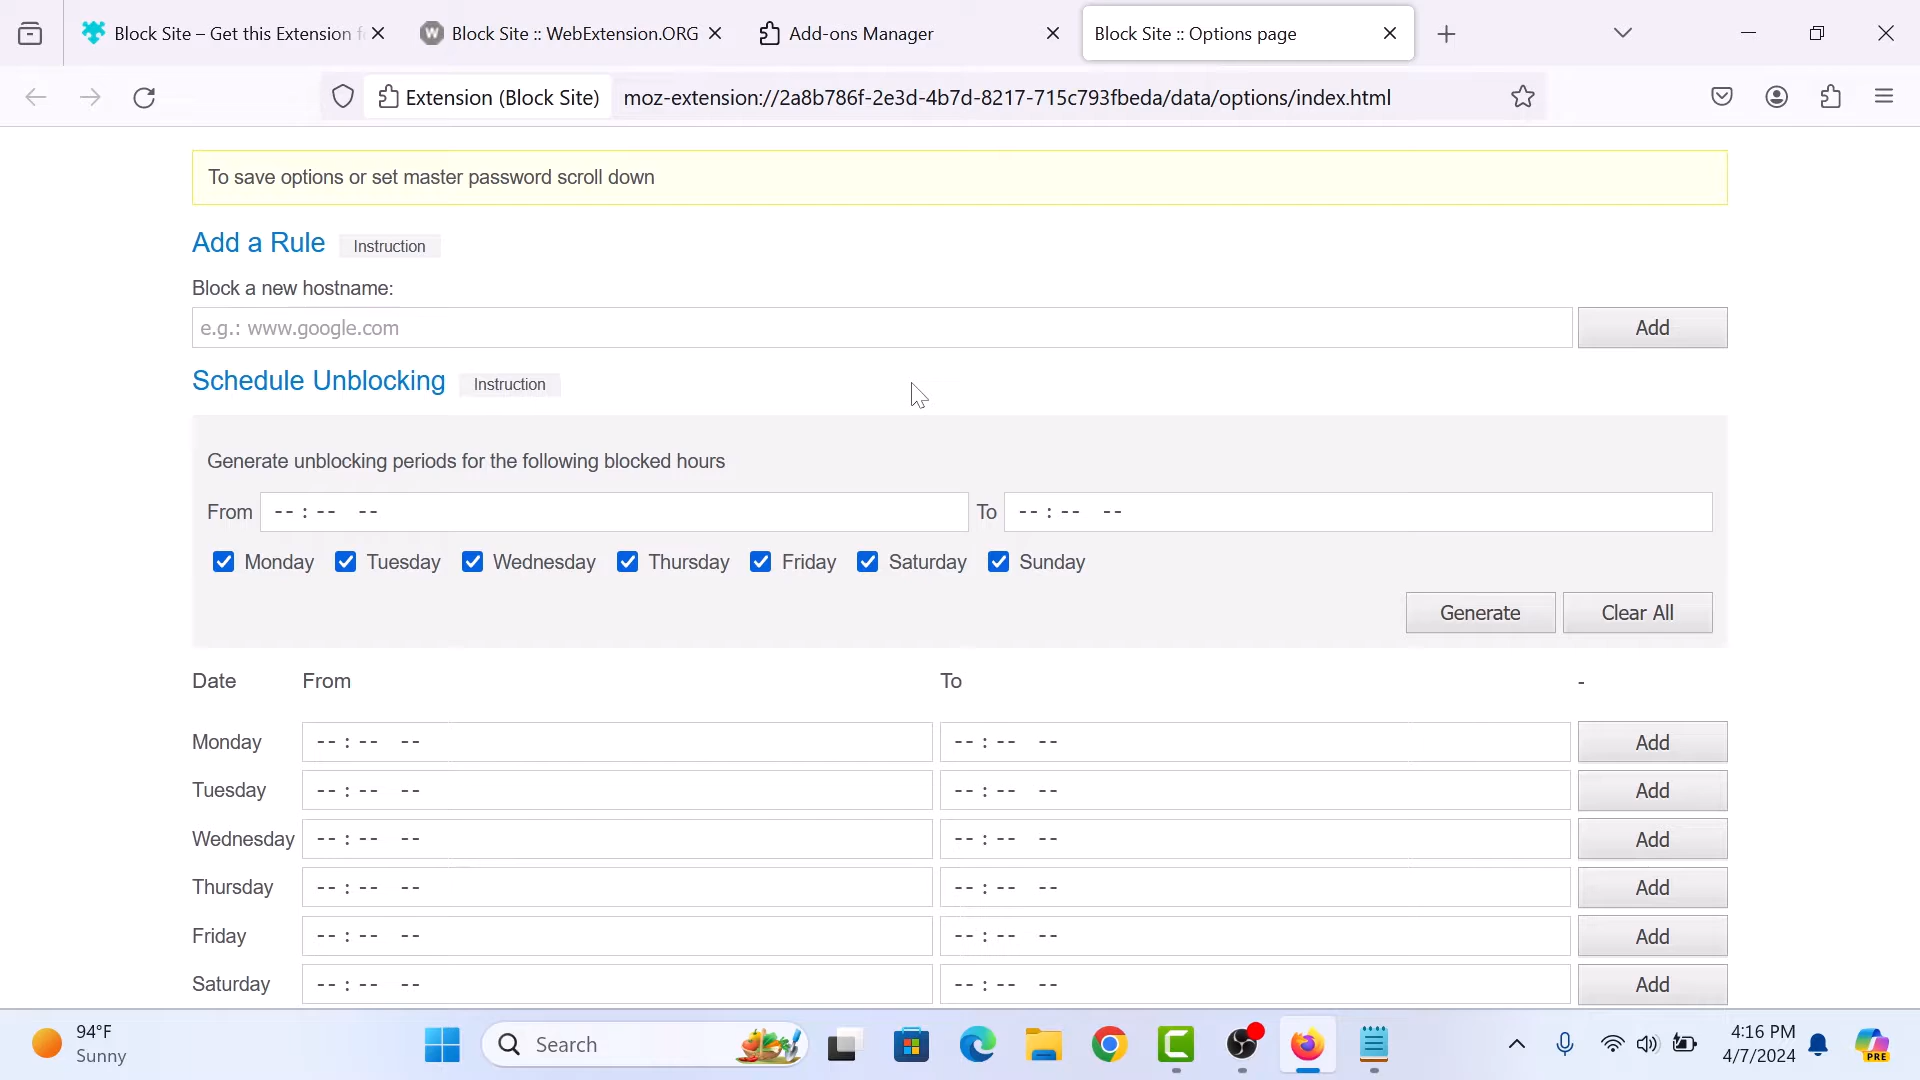 Block Site – Get this Extension f
Block Site :: WebExtension.ORG
Add-ons Manager
Block Site :: Options page
Extension (Block Site)
moz-extension://2a8b786f-2e3d-4b7d-8217-715c793fbeda/data/options/index.html
To save options or set master password scroll down
Add a Rule Instruction
Block a new hostname:
e.g.: www.google.com Add
Schedule Unblocking Instruction
Generate unblocking periods for the following blocked hours
From --:-- -- To --:-- --
Monday Tuesday Wednesday Thursday Friday Saturday Sunday
Generate Clear All
Date From To -
Monday --:-- -- --:-- -- Add
Tuesday --:-- -- --:-- -- Add
Wednesday --:-- -- --:-- -- Add
Thursday --:-- -- --:-- -- Add
Friday --:-- -- --:-- -- Add
Saturday --:-- -- --:-- -- Add
94°F
Sunny
Search
4:16 PM
4/7/2024
PRE